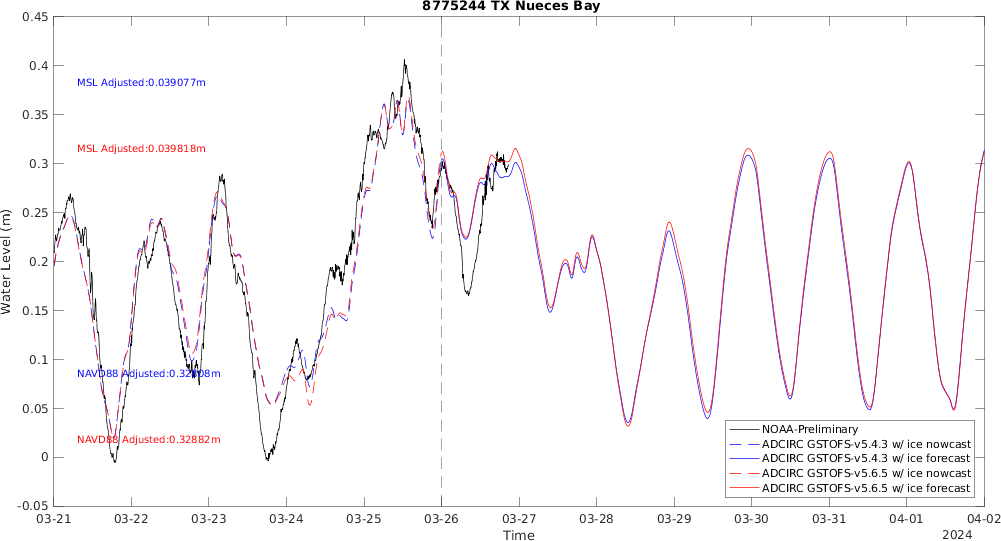 8775244 TX Nueces Bay
0.45
0.4
0.35
0.3
0.25
0.2
0.15
0.1
0.05
0
-0.05
Water Level (m)
MSL Adjusted:0.039077m
MSL Adjusted:0.039818m
NAVD88 Adjusted:0.32808m
NAVD88 Adjusted:0.32882m
NOAA-Preliminary
ADCIRC GSTOFS-v5.4.3 w/ ice nowcast
ADCIRC GSTOFS-v5.4.3 w/ ice forecast
ADCIRC GSTOFS-v5.6.5 w/ ice nowcast
ADCIRC GSTOFS-v5.6.5 w/ ice forecast
03-21 03-22 03-23 03-24 03-25 03-26 03-27 03-28 03-29 03-30 03-31 04-01 04-02
Time
2024